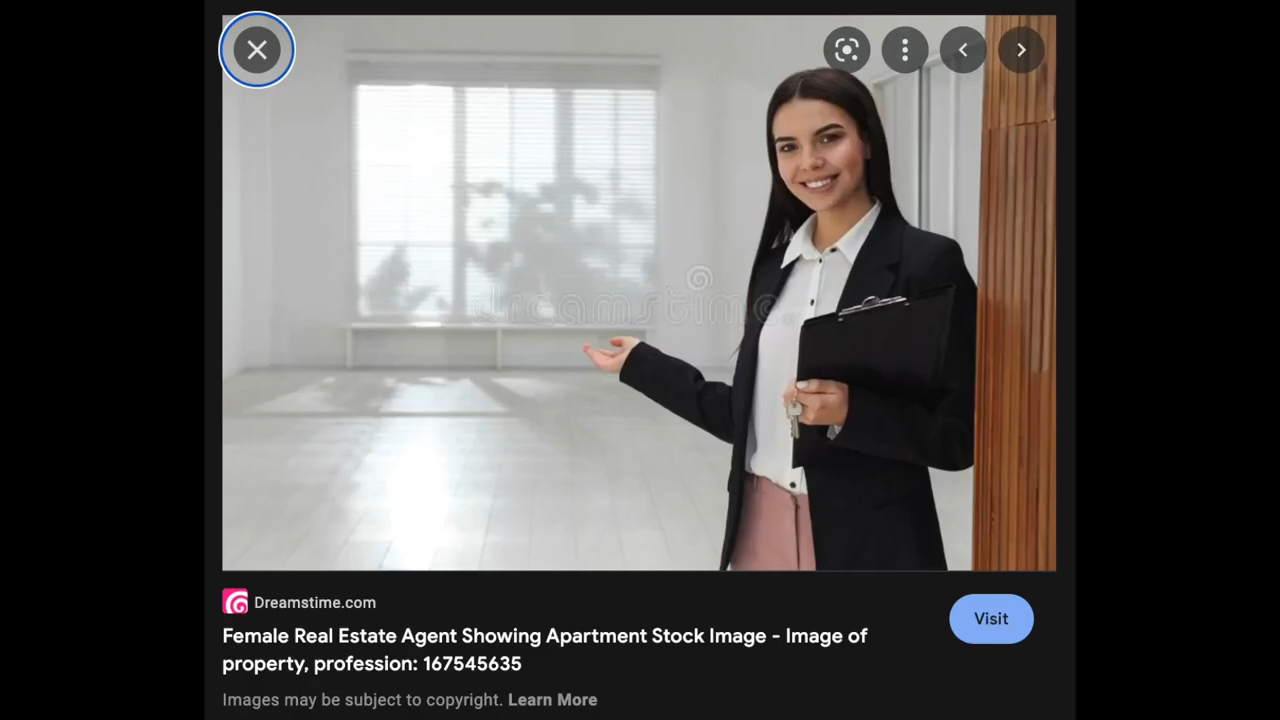 dreamstime.
Dreamstime.com
Visit
Female Real Estate Agent Showing Apartment Stock Image - Image of
property, profession: 167545635
Images may be subject to copyright. Learn More